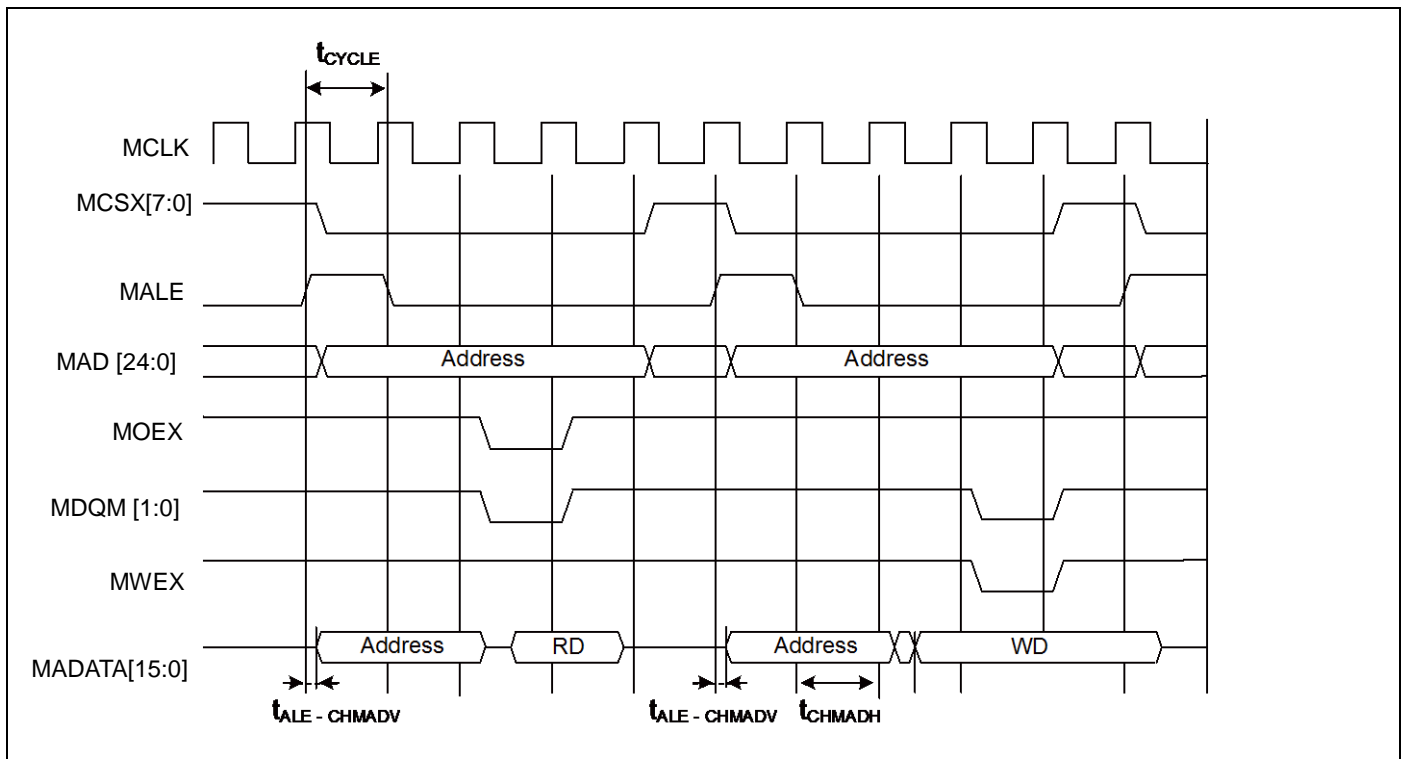 tCYCLE
MCLK
MCSX[7:0]
MALE
MAD [24:0] Address Address
MOEX
MDQM [1:0]
MWEX
MADATA[15:0] Address RD Address WD
tALE - CHMADV tALE - CHMADV tCHMADH